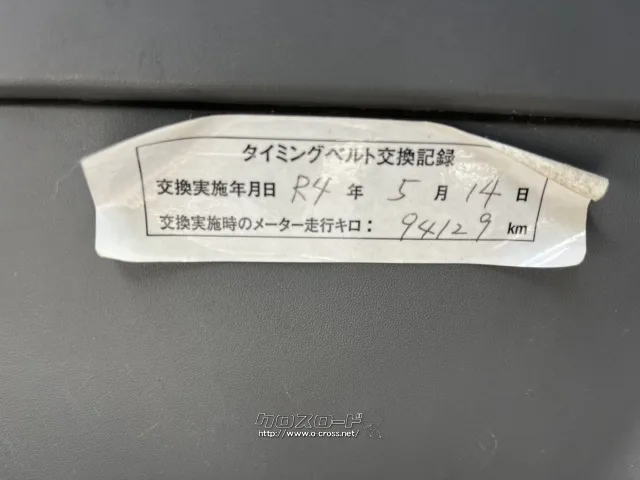 タイミングベルト交換記録
交換実施年月日 R4 年 5 月 14 日
交換実施時のメーター走行キロ： 94129 km
クロスロード
http://www.o-cross.net/